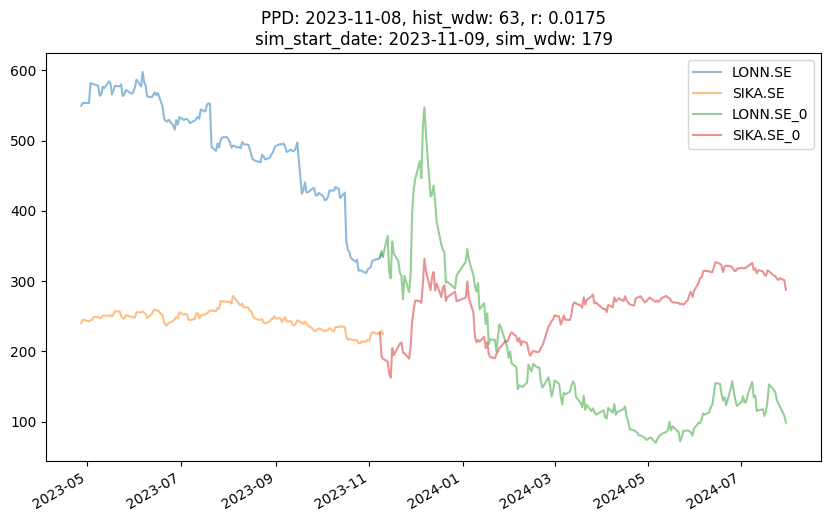 PPD: 2023-11-08, hist_wdw: 63, r: 0.0175
sim_start_date: 2023-11-09, sim_wdw: 179
LONN.SE
SIKA.SE
LONN.SE_0
SIKA.SE_0
600
500
400
300
200
100
2023-05
2023-07
2023-09
2023-11
2024-01
2024-03
2024-05
2024-07